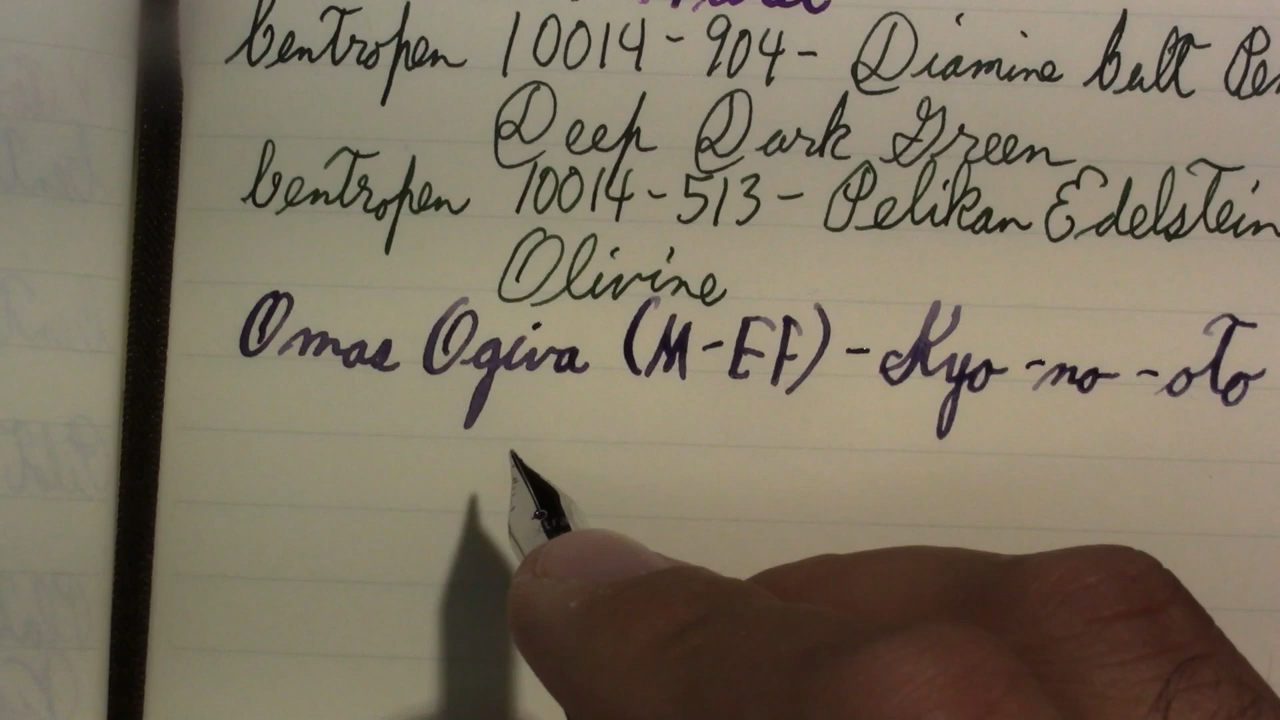 Centropen 10014-904- Diamine Cult Pe
Deep Dark Green
Centropen 10014-513- Pelikan Edelstein
Olivine
Omas Ogiva (M-EF) - Kyo-no-oto